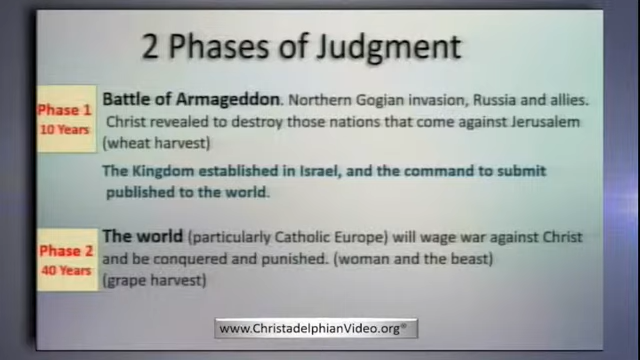 2 Phases of Judgment
Phase 1
10 Years
Battle of Armageddon. Northern Gogian invasion, Russia and allies.
Christ revealed to destroy those nations that come against Jerusalem
(wheat harvest)
The Kingdom established in Israel, and the command to submit
published to the world.
Phase 2
40 Years
The world (particularly Catholic Europe) will wage war against Christ
and be conquered and punished. (woman and the beast)
(grape harvest)
www.ChristadelphianVideo.org®